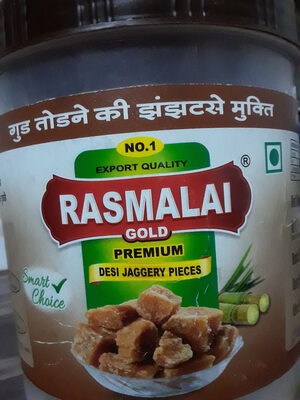 गुड तोडने की झंझटसे मुक्ति
NO.1
EXPORT QUALITY
RASMALAI
®
GOLD
PREMIUM
DESI JAGGERY PIECES
Smart
Choice